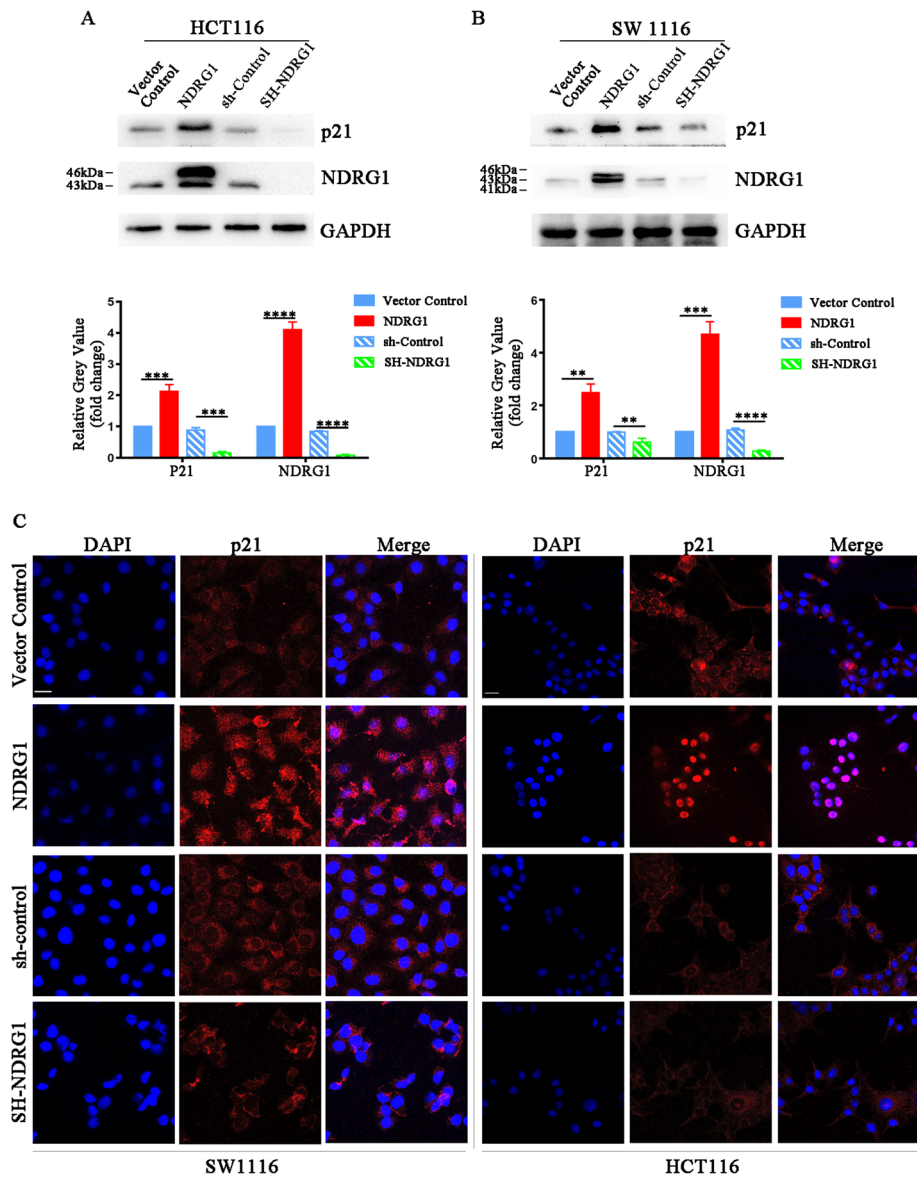 A
HCT116
Vector Control
NDRG1
sh-Control
SH-NDRG1
p21
46kDa
43kDa
NDRG1
GAPDH
Relative Grey Value
(fold change)
5
4
3
2
1
0
***
***
****
****
P21
NDRG1
Vector Control
NDRG1
sh-Control
SH-NDRG1
B
SW 1116
Vector Control
NDRG1
sh-Control
SH-NDRG1
p21
46kDa
43kDa
41kDa
NDRG1
GAPDH
Relative Grey Value
(fold change)
6
4
2
0
**
**
***
****
P21
NDRG1
Vector Control
NDRG1
sh-Control
SH-NDRG1
C
DAPI p21 Merge DAPI p21 Merge
Vector Control
NDRG1
sh-control
SH-NDRG1
SW1116 HCT116